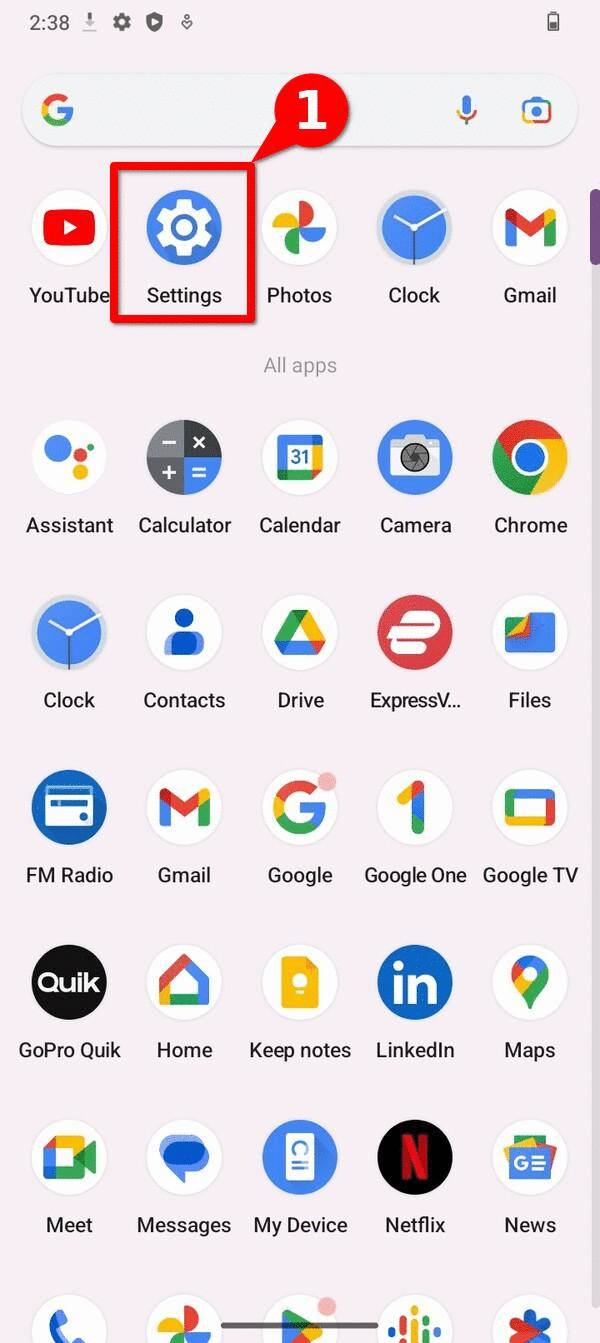 2:38
1
YouTube Settings Photos Clock Gmail
All apps
31
Assistant Calculator Calendar Camera Chrome
Clock Contacts Drive ExpressV... Files
FM Radio Gmail Google Google One Google TV
Quik in
GoPro Quik Home Keep notes LinkedIn Maps
N GE
Meet Messages My Device Netflix News